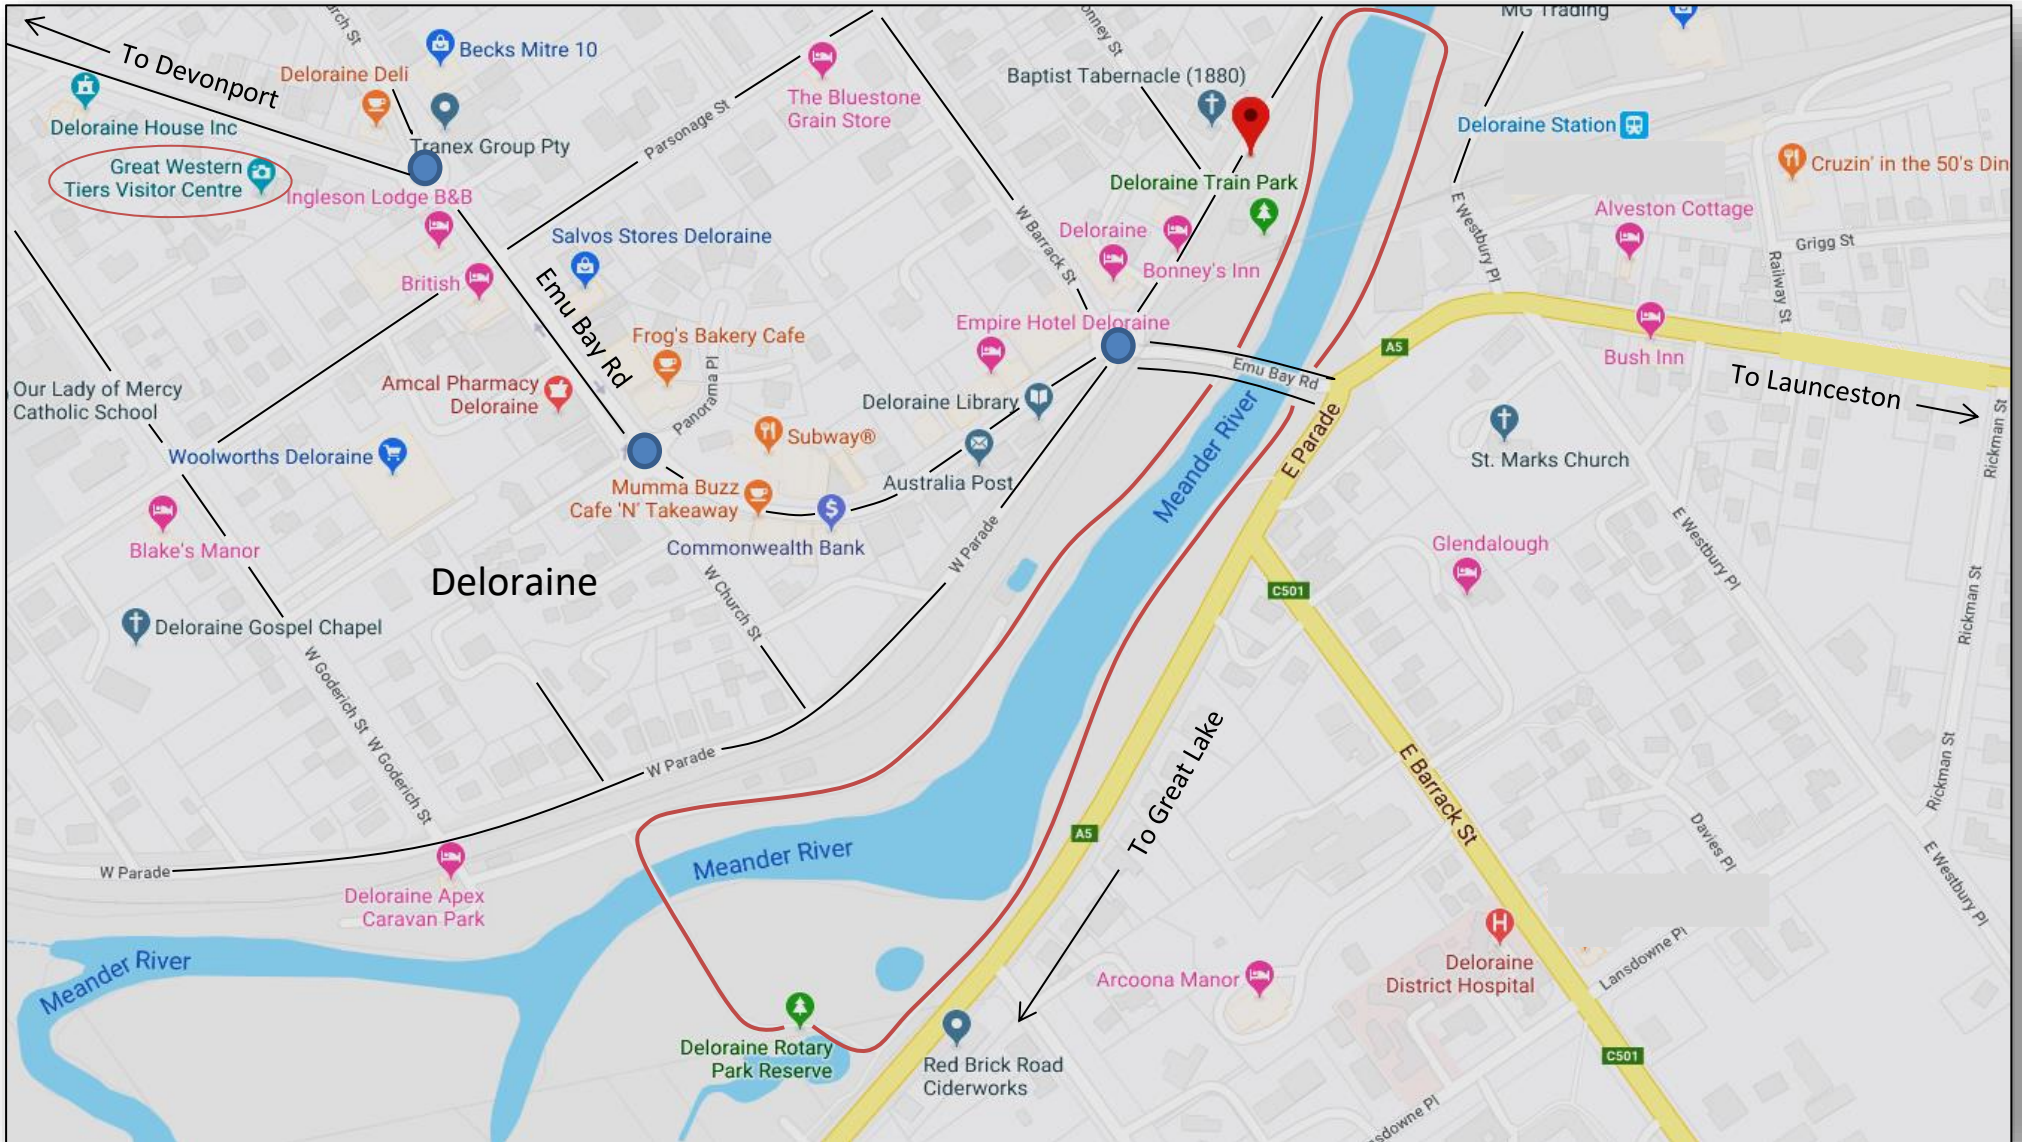 MG Trading
To Devonport
Becks Mitre 10
Deloraine Deli
Deloraine House Inc
Tranex Group Pty
Great Western
Tiers Visitor Centre
Ingleson Lodge B&B
The Bluestone
Grain Store
Parsonage St
Baptist Tabernacle (1880)
Deloraine Station
Cruzin' in the 50's Din
Deloraine Train Park
W Barrack St
E Westbury Pl
Alveston Cottage
Grigg St
Railway St
Salvos Stores Deloraine
British
Emu Bay Rd
Deloraine
Bonney's Inn
Empire Hotel Deloraine
Frog's Bakery Cafe
Panorama Pl
Emu Bay Rd
A5
Bush Inn
To Launceston
Our Lady of Mercy
Catholic School
Amcal Pharmacy
Deloraine
Deloraine Library
Meander River
E Parade
St. Marks Church
Rickman St
Woolworths Deloraine
Subway®
Australia Post
Mumma Buzz
Cafe 'N' Takeaway
Commonwealth Bank
Blake's Manor
Deloraine
W Church St
W Parade
C501
Glendalough
E Westbury Pl
Rickman St
Deloraine Gospel Chapel
W Goderich St
W Goderich St
W Parade
To Great Lake
E Barrack St
Rickman St
A5
Davies Pl
E Westbury Pl
W Parade
Deloraine Apex
Caravan Park
Meander River
Meander River
Deloraine
District Hospital
Lansdowne Pl
Arcoona Manor
Deloraine Rotary
Park Reserve
Red Brick Road
Ciderworks
C501